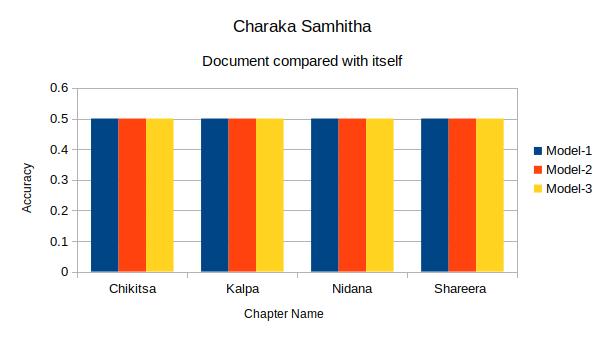 Charaka Samhitha
Document compared with itself
0.6
0.5
0.4
0.3
0.2
0.1
0
Accuracy
Chikitsa
Kalpa
Nidana
Shareera
Chapter Name
Model-1
Model-2
Model-3